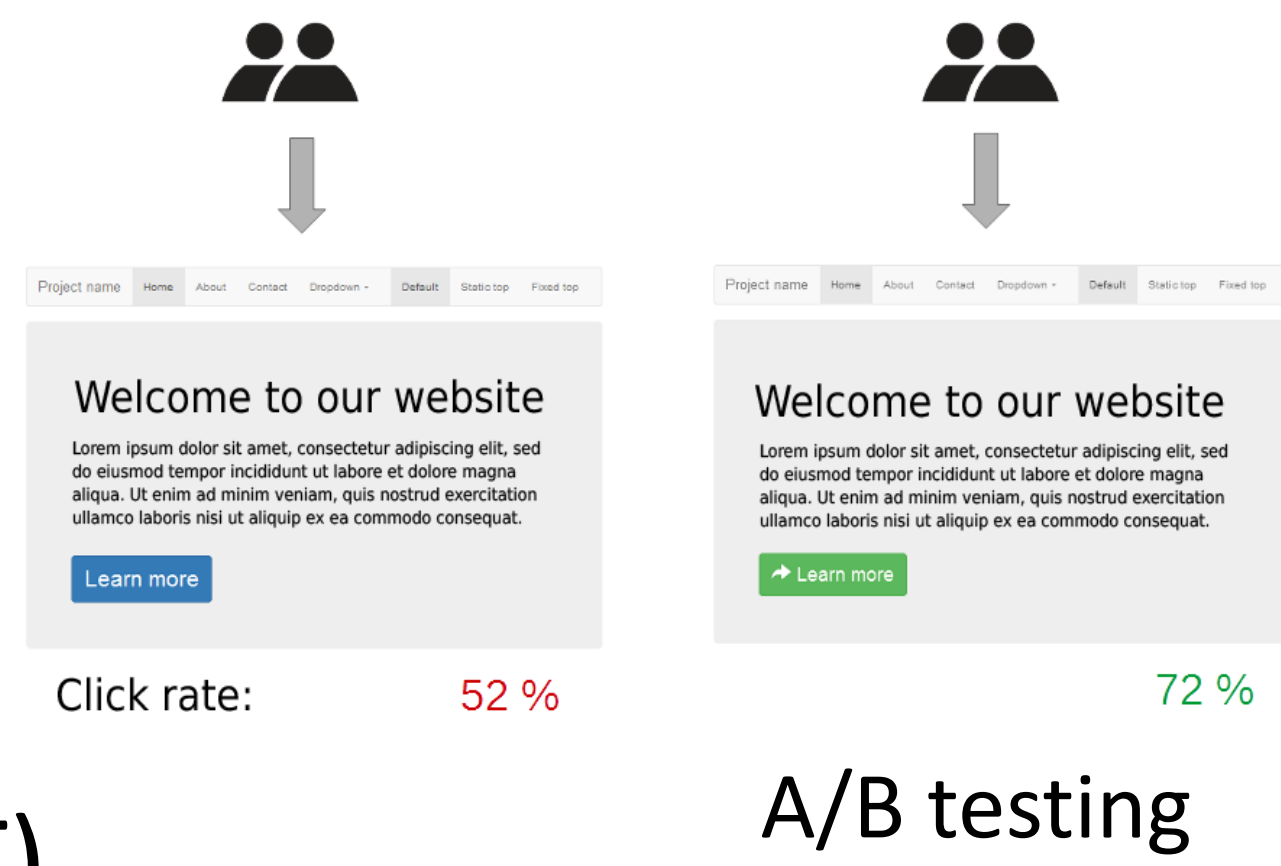 Project name Home About Contact Dropdown Default Static top Fixed top
Welcome to our website
Lorem ipsum dolor sit amet, consectetur adipiscing elit, sed
do eiusmod tempor incididunt ut labore et dolore magna
aliqua. Ut enim ad minim veniam, quis nostrud exercitation
ullamco laboris nisi ut aliquip ex ea commodo consequat.
Learn more
Click rate: 52 %
Project name Home About Contact Dropdown Default Static top Fixed top
Welcome to our website
Lorem ipsum dolor sit amet, consectetur adipiscing elit, sed
do eiusmod tempor incididunt ut labore et dolore magna
aliqua. Ut enim ad minim veniam, quis nostrud exercitation
ullamco laboris nisi ut aliquip ex ea commodo consequat.
Learn more
72 %
A/B testing